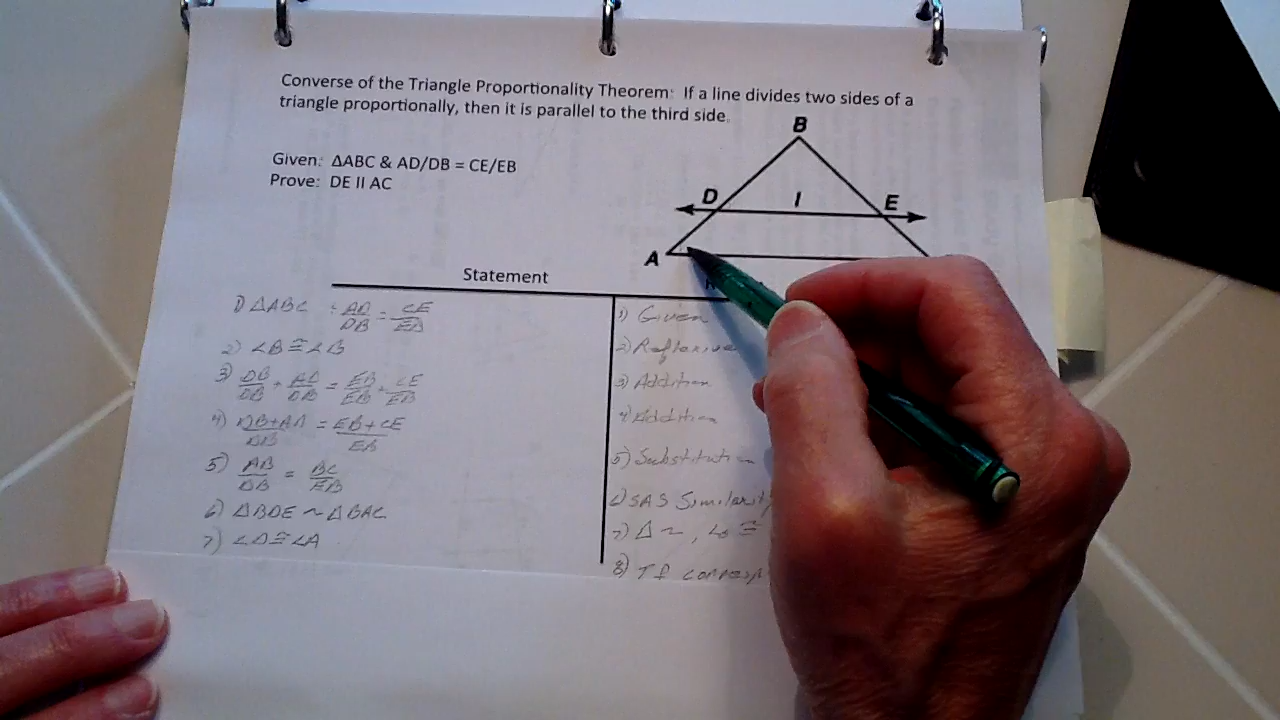 Converse of the Triangle Proportionality Theorem: If a line divides two sides of a
triangle proportionally, then it is parallel to the third side.
B
Given: ΔABC & AD/DB = CE/EB
Prove: DE II AC
D I E
A
Statement
1) ΔABC : AD/DB = CE/EB
1) Given
2) ∠B ≅ ∠B
2) Reflexive
3) DB/DB + AD/DB = EB/EB + CE/EB
3) Addition
4) DB+AD/DB = EB+CE/EB
4) Addition
5) AB/DB = BC/EB
5) Substitution
6) ΔBDE ~ ΔBAC
6) SAS Similarity
7) ∠D ≅ ∠A
7) Δ ~, ∠s ≅
8) If corresp